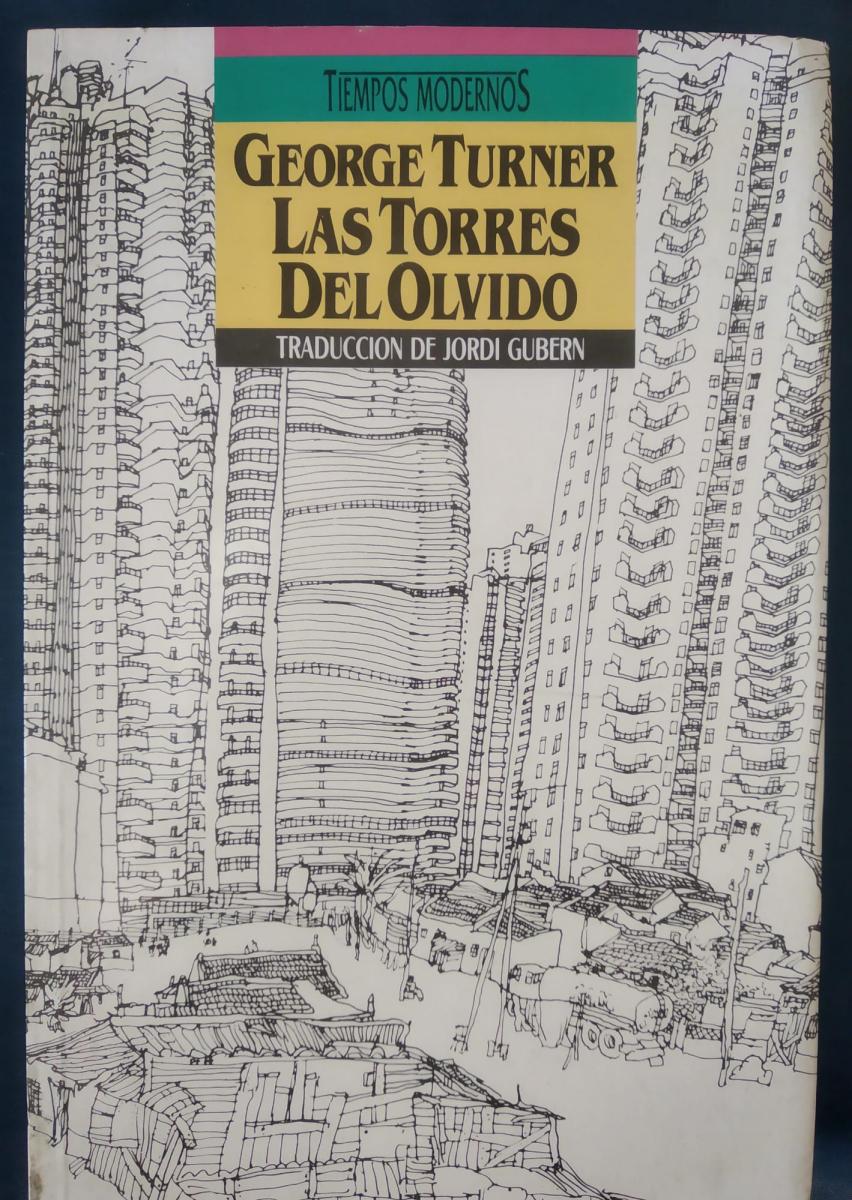 TIEMPOS MODERNOS
GEORGE TURNER
LAS TORRES
DEL OLVIDO
TRADUCCION DE JORDI GUBERN